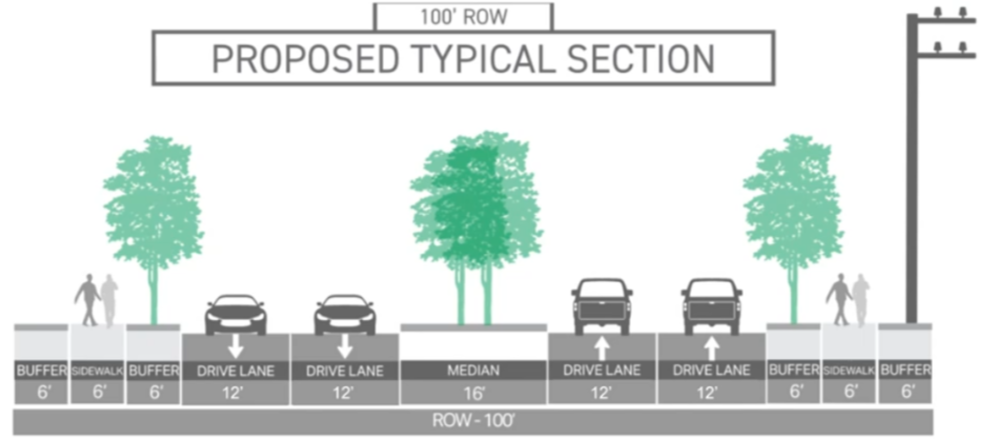 100' ROW
PROPOSED TYPICAL SECTION
BUFFER SIDEWALK BUFFER DRIVE LANE DRIVE LANE MEDIAN DRIVE LANE DRIVE LANE BUFFER SIDEWALK BUFFER
6' 6' 6' 12' 12' 16' 12' 12' 6' 6' 6'
ROW - 100'